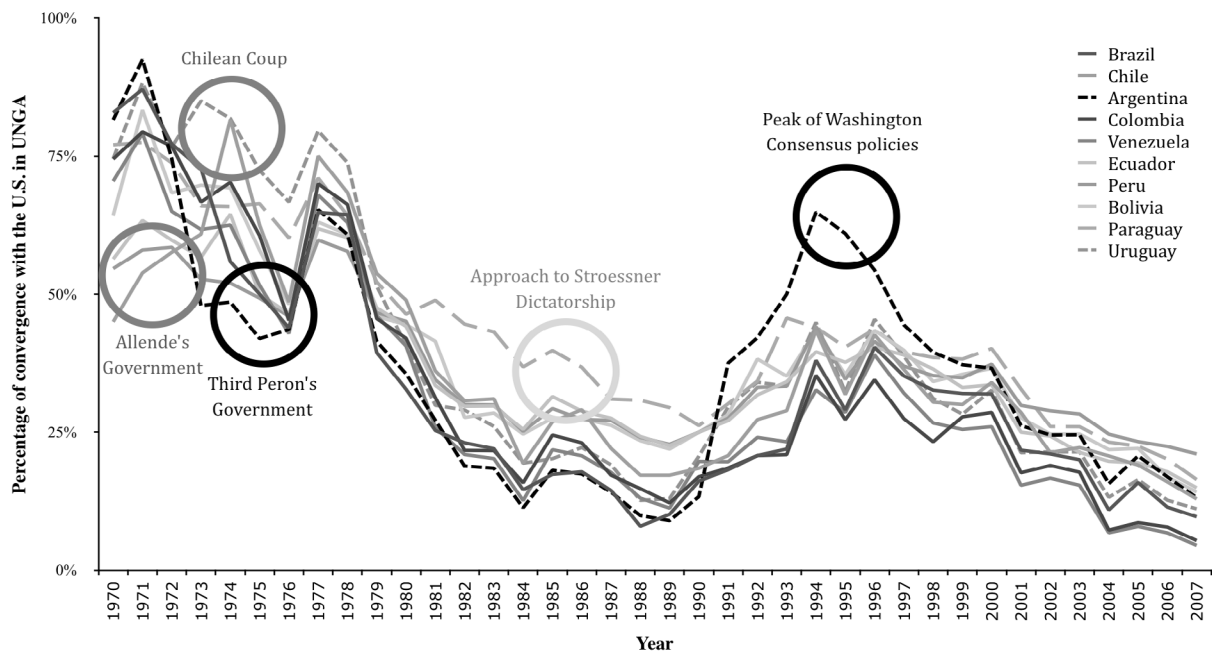 100%
75%
50%
25%
0%
Percentage of convergence with the U.S. in UNGA
Chilean Coup
Allende's
Government
Third Peron's
Government
Approach to Stroessner
Dictatorship
Peak of Washington
Consensus policies
Brazil
Chile
Argentina
Colombia
Venezuela
Ecuador
Peru
Bolivia
Paraguay
Uruguay
1970
1971
1972
1973
1974
1975
1976
1977
1978
1979
1980
1981
1982
1983
1984
1985
1986
1987
1988
1989
1990
1991
1992
1993
1994
1995
1996
1997
1998
1999
2000
2001
2002
2003
2004
2005
2006
2007
Year